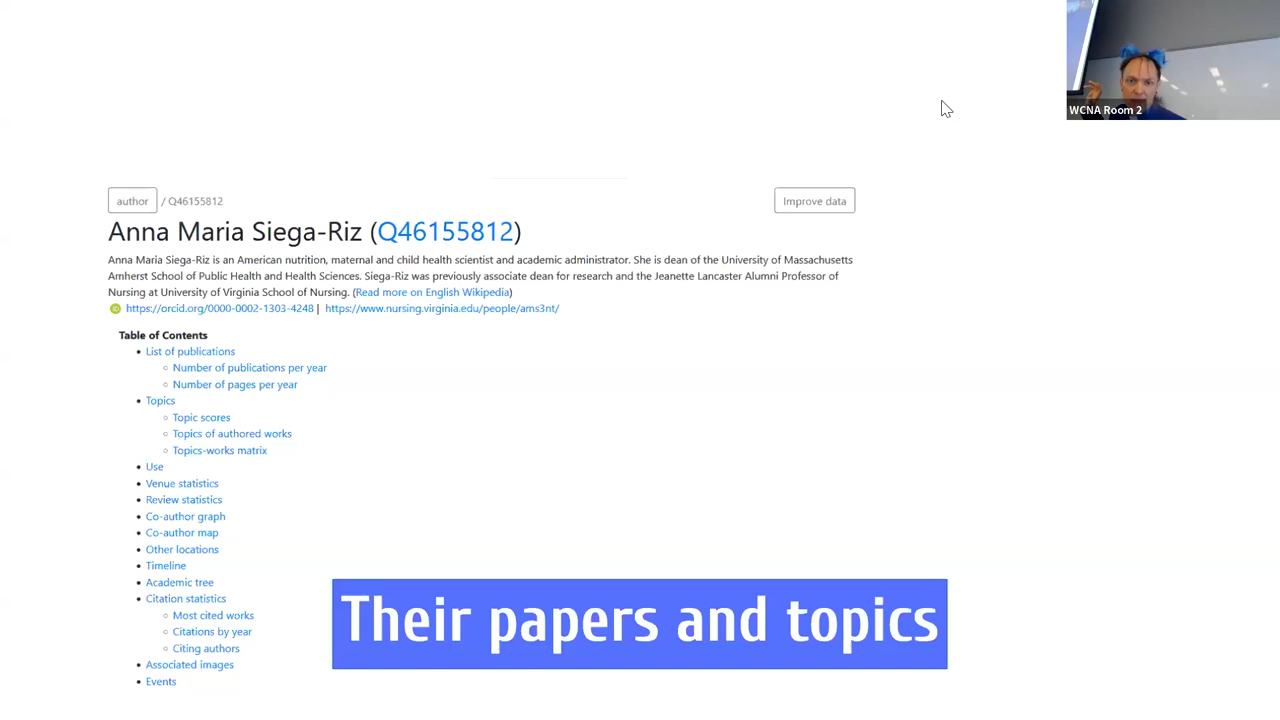 WCNA Room 2
author / Q46155812
Improve data
Anna Maria Siega-Riz (Q46155812)
Anna Maria Siega-Riz is an American nutrition, maternal and child health scientist and academic administrator. She is dean of the University of Massachusetts
Amherst School of Public Health and Health Sciences. Siega-Riz was previously associate dean for research and the Jeanette Lancaster Alumni Professor of
Nursing at University of Virginia School of Nursing. (Read more on English Wikipedia)
iD https://orcid.org/0000-0002-1303-4248 | https://www.nursing.virginia.edu/people/ams3nt/
Table of Contents
• List of publications
◦ Number of publications per year
◦ Number of pages per year
• Topics
◦ Topic scores
◦ Topics of authored works
◦ Topics-works matrix
• Use
• Venue statistics
• Review statistics
• Co-author graph
• Co-author map
• Other locations
• Timeline
• Academic tree
• Citation statistics
◦ Most cited works
◦ Citations by year
◦ Citing authors
• Associated images
• Events
Their papers and topics